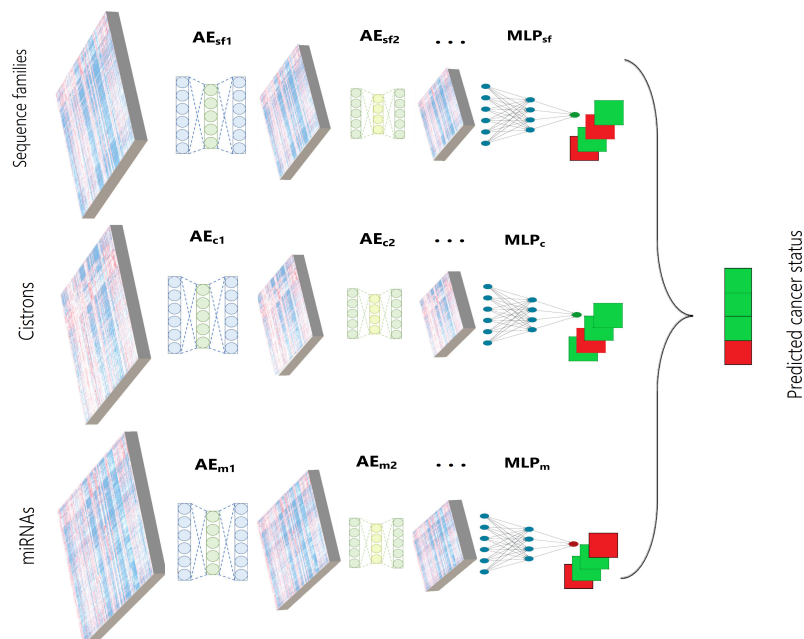 Sequence families
AEsf1
AEsf2
• • •
MLPsf
Cistrons
AEc1
AEc2
• • •
MLPc
miRNAs
AEm1
AEm2
• • •
MLPm
Predicted cancer status